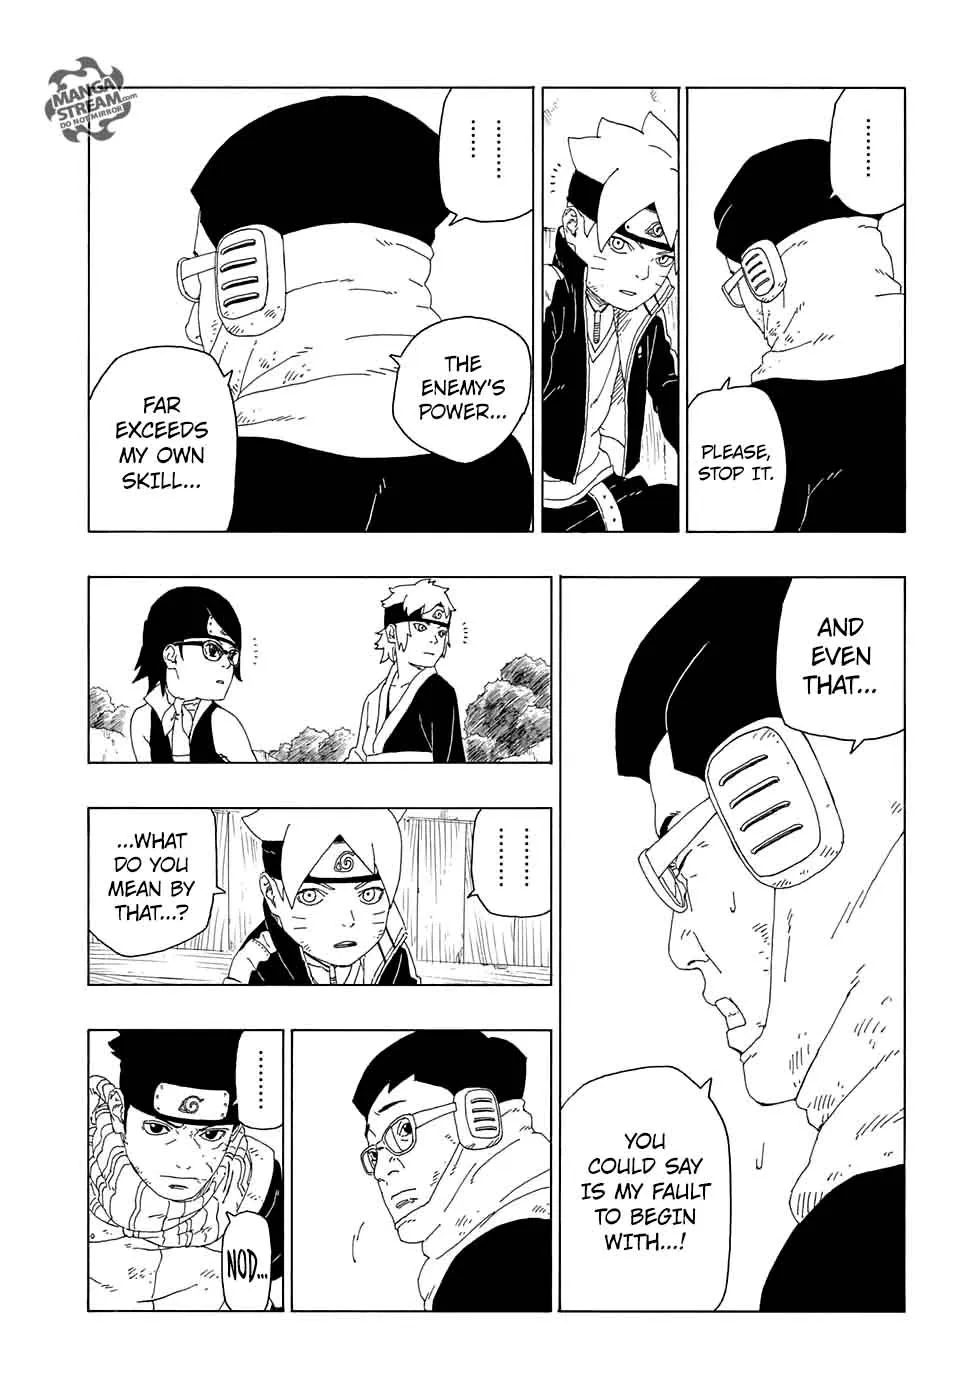 MANGA
STREAM.com
DO NOT MIRROR
.......
PLEASE,
STOP IT.
....... .......
THE
ENEMY'S
POWER...
FAR
EXCEEDS
MY OWN
SKILL...
AND
EVEN
THAT...
YOU
COULD SAY
IS MY FAULT
TO BEGIN
WITH...!
....... .......
...WHAT
DO YOU
MEAN BY
THAT...?
.......
NOD...